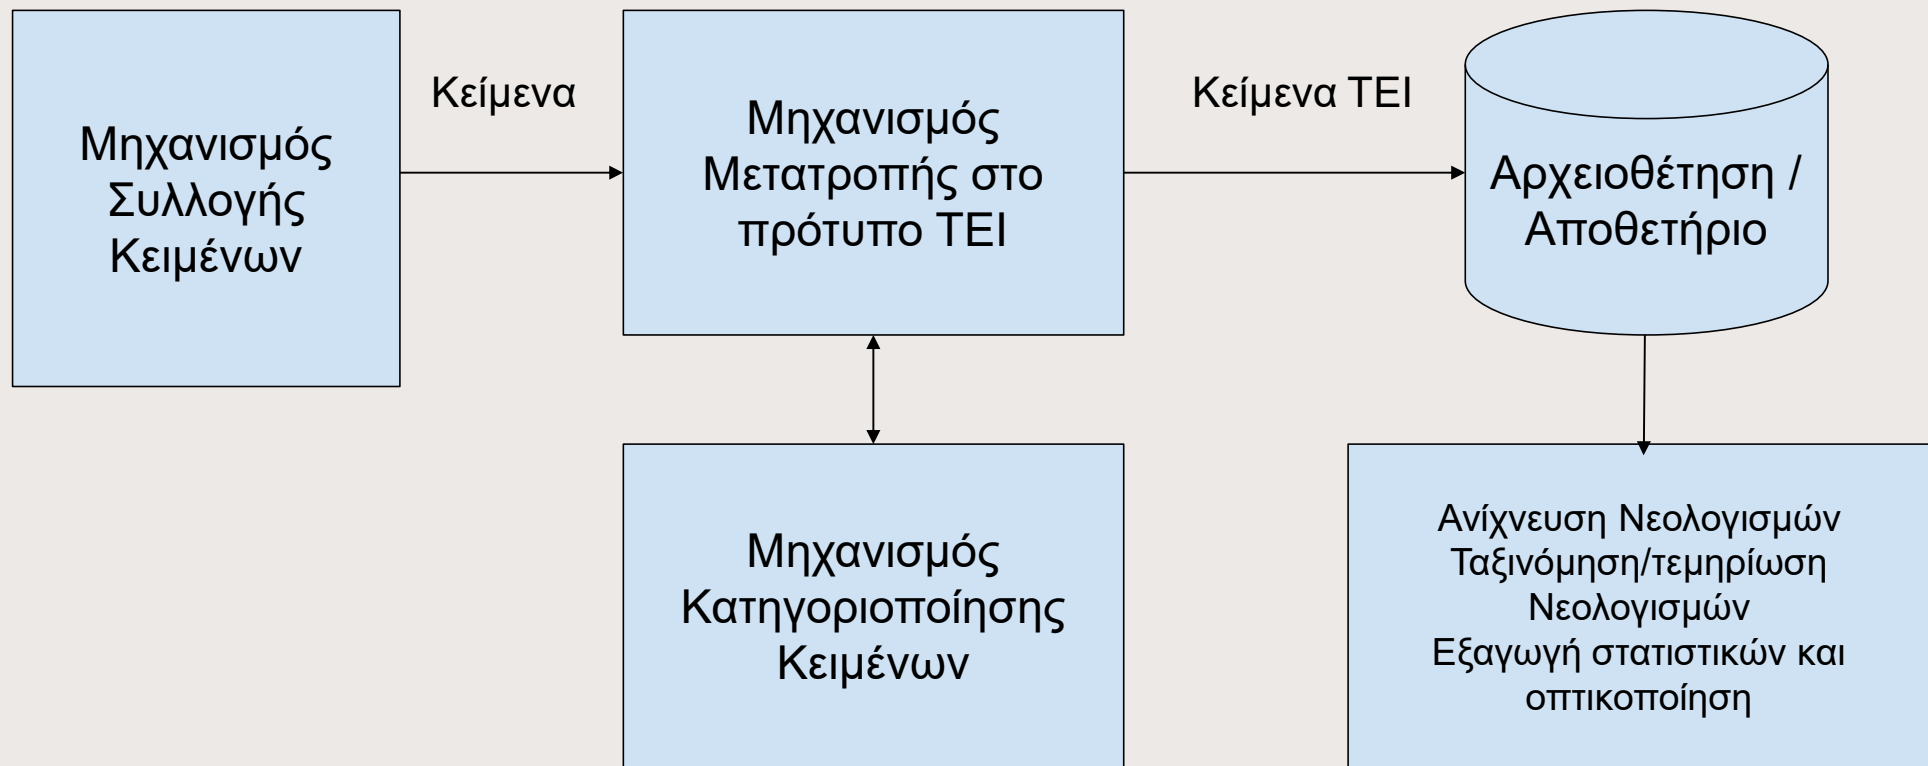 Μηχανισμός
Συλλογής
Κειμένων
Κείμενα
Μηχανισμός
Μετατροπής στο
πρότυπο TEI
Κείμενα TEI
Αρχειοθέτηση /
Αποθετήριο
Μηχανισμός
Κατηγοριοποίησης
Κειμένων
Ανίχνευση Νεολογισμών
Ταξινόμηση/τεμηρίωση
Νεολογισμών
Εξαγωγή στατιστικών και
οπτικοποίηση